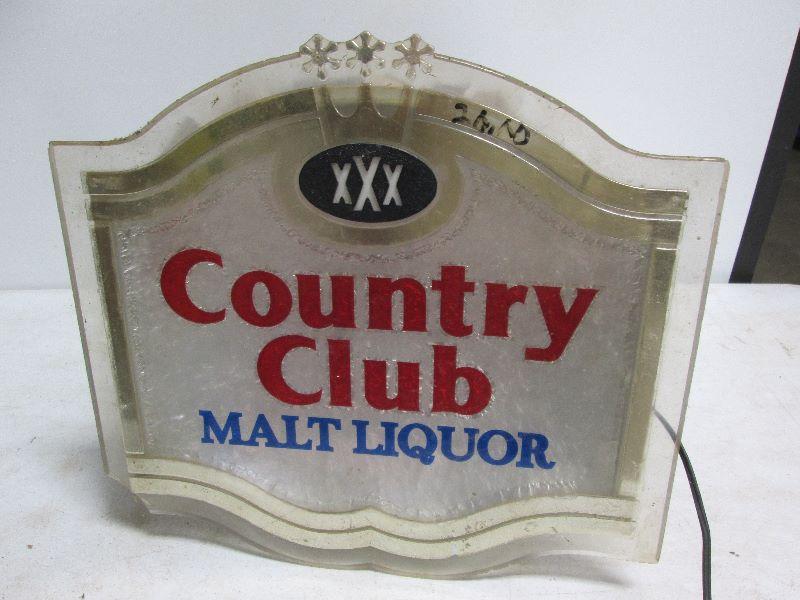 XXX
Country
Club
MALT LIQUOR